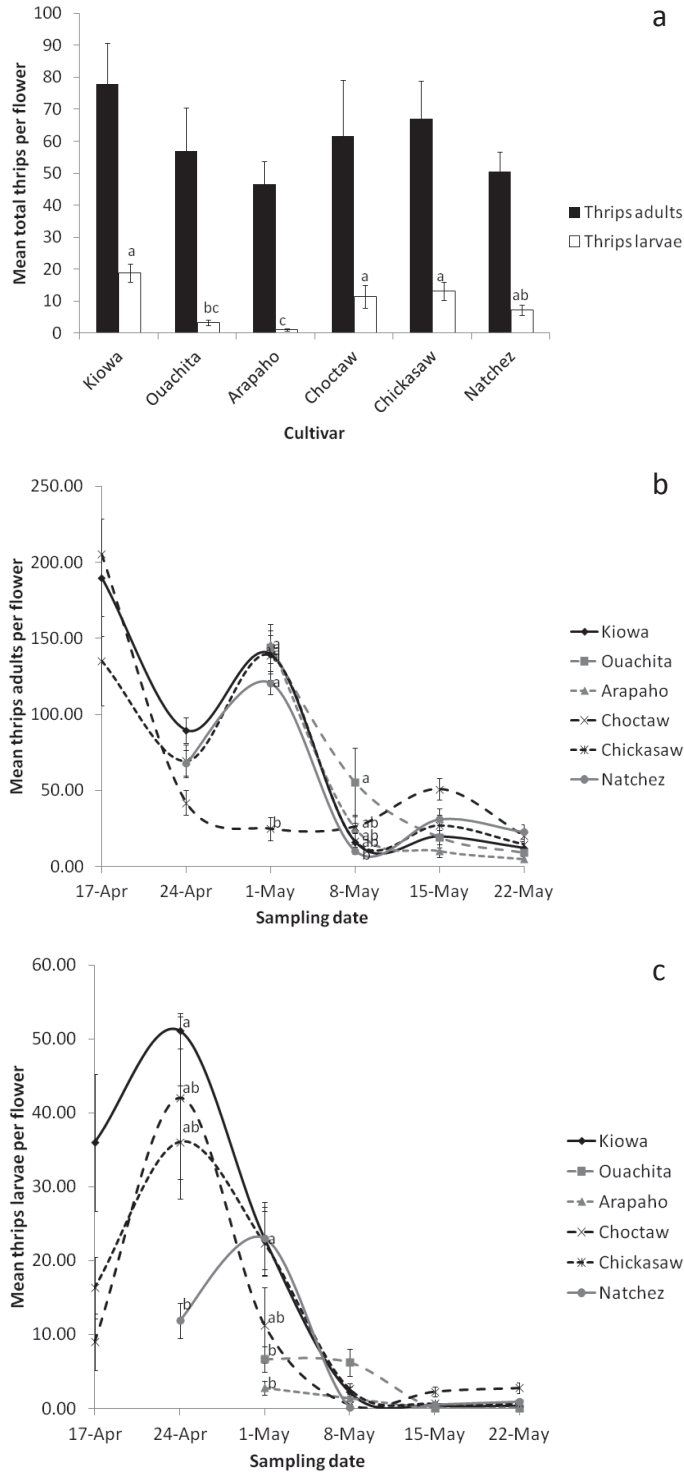 a
Mean total thrips per flower
100
90
80
70
60
50
40
30
20
10
0
a
bc
c
a
a
ab
Kiowa
Ouachita
Arapaho
Choctaw
Chickasaw
Natchez
Cultivar
Thrips adults
Thrips larvae
b
Mean thrips adults per flower
250.00
200.00
150.00
100.00
50.00
0.00
a
a
b
a
ab
ab
ab
b
17-Apr
24-Apr
1-May
8-May
15-May
22-May
Sampling date
Kiowa
Ouachita
Arapaho
Choctaw
Chickasaw
Natchez
c
Mean thrips larvae per flower
60.00
50.00
40.00
30.00
20.00
10.00
0.00
a
ab
ab
b
a
ab
b
b
17-Apr
24-Apr
1-May
8-May
15-May
22-May
Sampling date
Kiowa
Ouachita
Arapaho
Choctaw
Chickasaw
Natchez